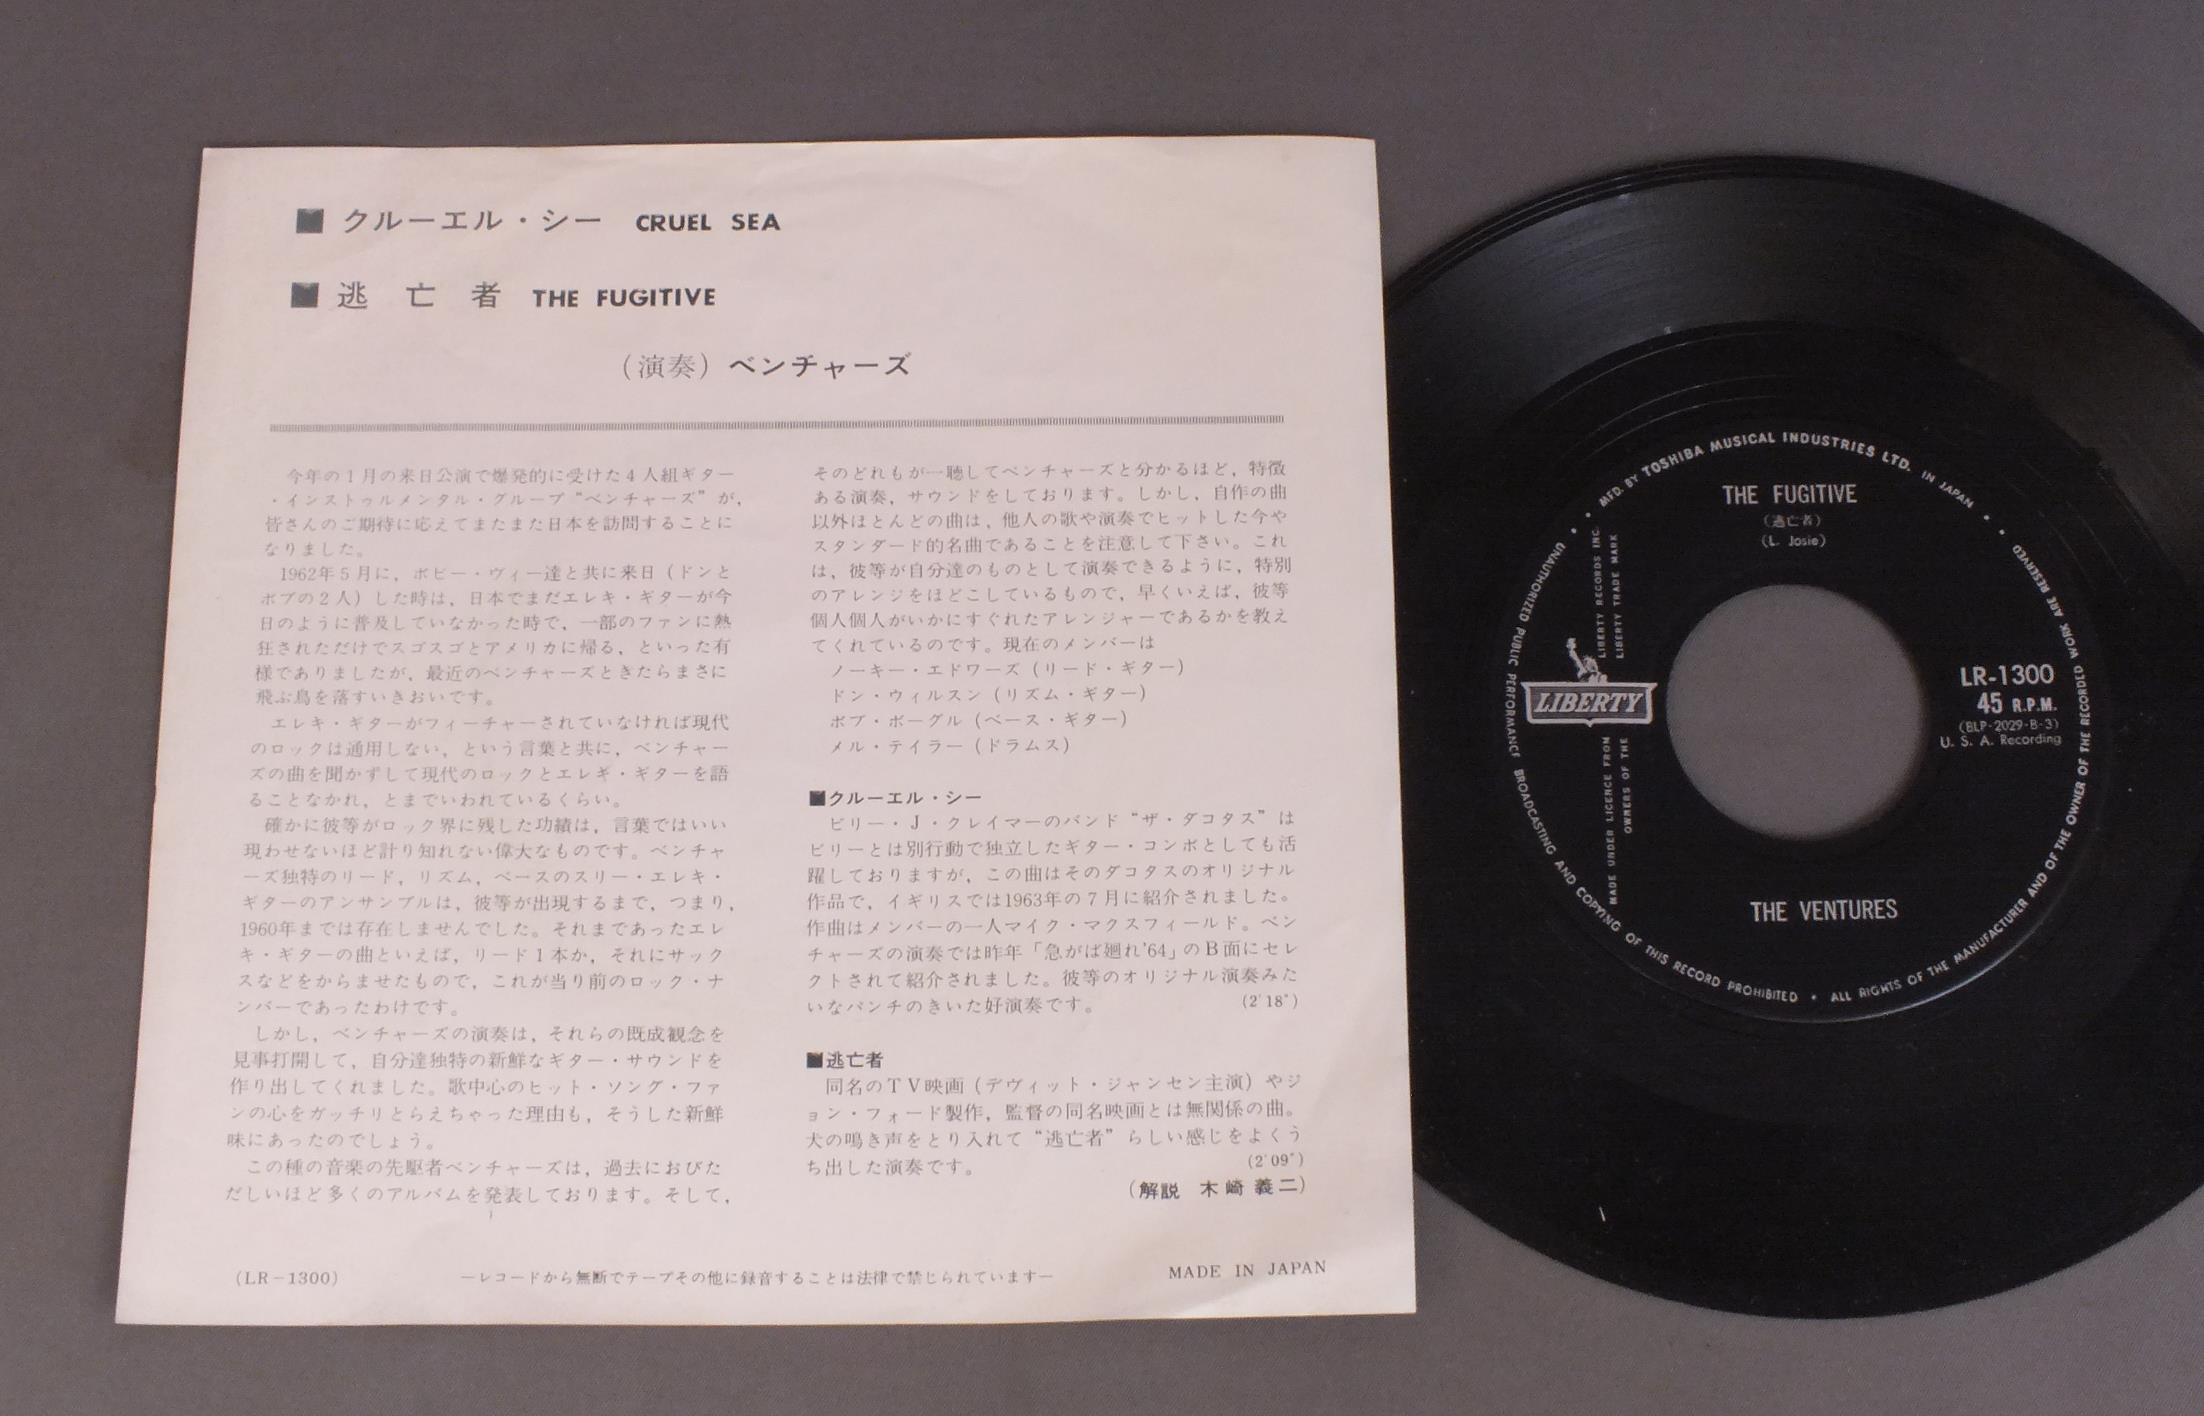 ■ クルーエル・シー CRUEL SEA
■ 逃亡者 THE FUGITIVE
(演奏) ベンチャーズ
今年の1月の来日公演で爆発的に受けた4人組ギター
・インストゥルメンタル・グループ“ベンチャーズ”が,
皆さんのご期待に応えてまたまた日本を訪問することに
なりました。
1962年5月に,ボビー・ヴィー達と共に来日(ドンと
ボブの2人)した時は,日本でまだエレキ・ギターが今
日のように普及していなかった時で,一部のファンに熱
狂されただけでスゴスゴとアメリカに帰る,といった有
様でありましたが,最近のベンチャーズときたらまさに
飛ぶ鳥を落すいきおいです。
エレキ・ギターがフィーチャーされていなければ現代
のロックは通用しない,という言葉と共に,ベンチャー
ズの曲を聞かずして現代のロックとエレキ・ギターを語
ることなかれ,とまでいわれているくらい。
確かに彼等がロック界に残した功績は,言葉ではいい
現わせないほど計り知れない偉大なものです。ベンチャ
ーズ独特のリード,リズム,ベースのスリー・エレキ・
ギターのアンサンブルは,彼等が出現するまで,つまり,
1960年までは存在しませんでした。それまであったエレ
キ・ギターの曲といえば,リード1本か,それにサック
スなどをからませたもので,これが当り前のロック・ナ
ンバーであったわけです。
しかし,ベンチャーズの演奏は,それらの既成観念を
見事打開して,自分達独特の新鮮なギター・サウンドを
作り出してくれました。歌中心のヒット・ソング・ファ
ンの心をガッチリとらえちゃった理由も,そうした新鮮
味にあったのでしょう。
この種の音楽の先駆者ベンチャーズは,過去におびた
だしいほど多くのアルバムを発表しております。そして,
そのどれもが一聴してベンチャーズと分かるほど,特徴
ある演奏,サウンドをしております。しかし,自作の曲
以外ほとんどの曲は,他人の歌や演奏でヒットした今や
スタンダード的名曲であることを注意して下さい。これ
は,彼等が自分達のものとして演奏できるように,特別
のアレンジをほどこしているもので,早くいえば,彼等
個人個人がいかにすぐれたアレンジャーであるかを教え
てくれているのです。現在のメンバーは
ノーキー・エドワーズ(リード・ギター)
ドン・ウィルスン(リズム・ギター)
ボブ・ボーグル(ベース・ギター)
メル・テイラー(ドラムス)
■クルーエル・シー
ビリー・J・クレイマーのバンド“ザ・ダコタス”は
ビリーとは別行動で独立したギター・コンボとしても活
躍しておりますが,この曲はそのダコタスのオリジナル
作品で,イギリスでは1963年の7月に紹介されました。
作曲はメンバーの一人マイク・マクスフィールド。ベン
チャーズの演奏では昨年「急がば廻れ'64」のB面にセレ
クトされて紹介されました。彼等のオリジナル演奏みた
いなパンチのきいた好演奏です。 (2'18")
■逃亡者
同名のTV映画(デヴィット・ジャンセン主演)やジ
ョン・フォード製作,監督の同名映画とは無関係の曲。
犬の鳴き声をとり入れて“逃亡者”らしい感じをよくう
ち出した演奏です。 (2'09")
(解説 木崎義二)
(LR-1300) ―レコードから無断でテープその他に録音することは法律で禁じられています― MADE IN JAPAN
• MFD. BY TOSHIBA MUSICAL INDUSTRIES LTD. IN JAPAN •
THE FUGITIVE
(逃亡者)
(L. Josie)
LIBERTY RECORDS INC.
LIBERTY TRADE MARK
LIBERTY
MADE UNDER LICENCE FROM
OWNERS OF THE
LR-1300
45 R.P.M.
(BLP-2029-B-3)
U. S. A. Recording
THE VENTURES
• UNAUTHORIZED PUBLIC PERFORMANCE BROADCASTING AND COPYING OF THIS RECORD PROHIBITED • ALL RIGHTS OF THE MANUFACTURER AND OF THE OWNER OF THE RECORDED WORK ARE RESERVED •